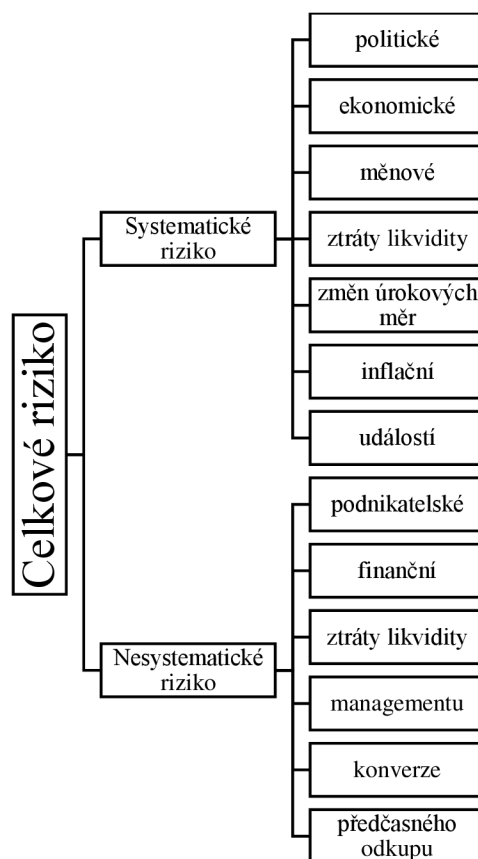 Celkové riziko
Systematické
riziko
politické
ekonomické
měnové
ztráty likvidity
změn úrokových
měr
inflační
událostí
Nesystematické
riziko
podnikatelské
finanční
ztráty likvidity
managementu
konverze
předčasného
odkupu